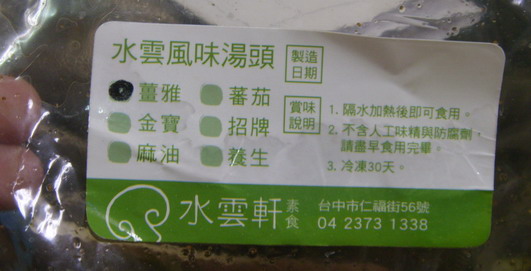 水雲風味湯頭 製造日期
薑雅 蕃茄
金寶 招牌
麻油 養生
賞味說明
1. 隔水加熱後即可食用。
2. 不含人工味精與防腐劑，
請盡早食用完畢。
3. 冷凍30天。
水雲軒 素食
台中市仁福街56號
04 2373 1338